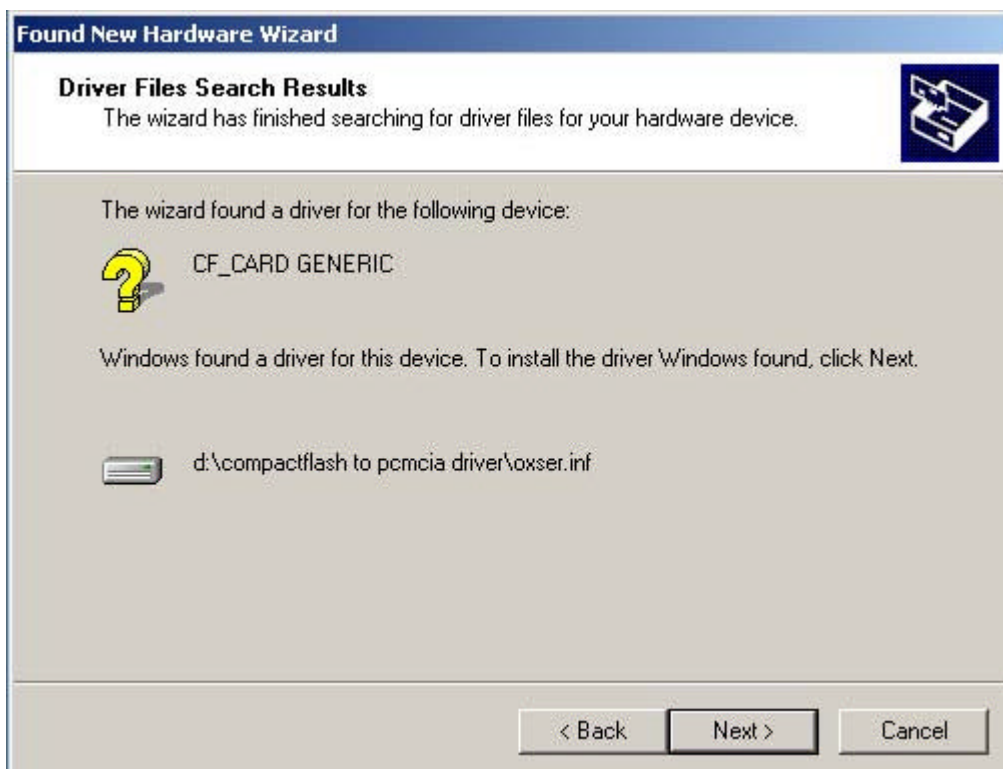 Found New Hardware Wizard
Driver Files Search Results
The wizard has finished searching for driver files for your hardware device.
The wizard found a driver for the following device:
CF_CARD GENERIC
Windows found a driver for this device. To install the driver Windows found, click Next.
d:\compactflash to pcmcia driver\oxser.inf
< Back Next > Cancel